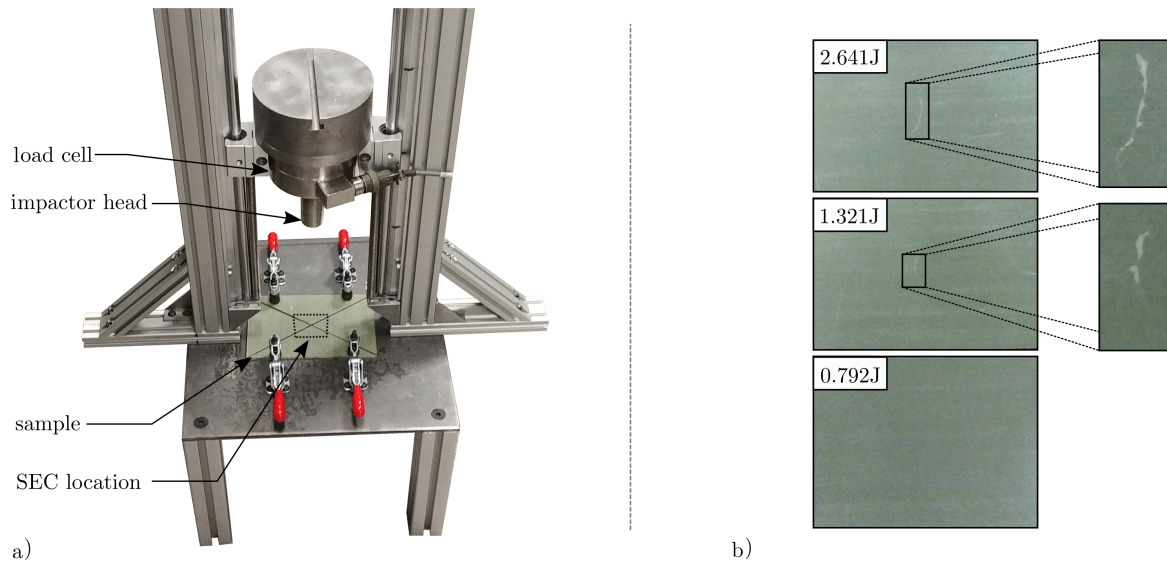 load cell
impactor head
sample
SEC location
a)
2.641J
1.321J
0.792J
b)